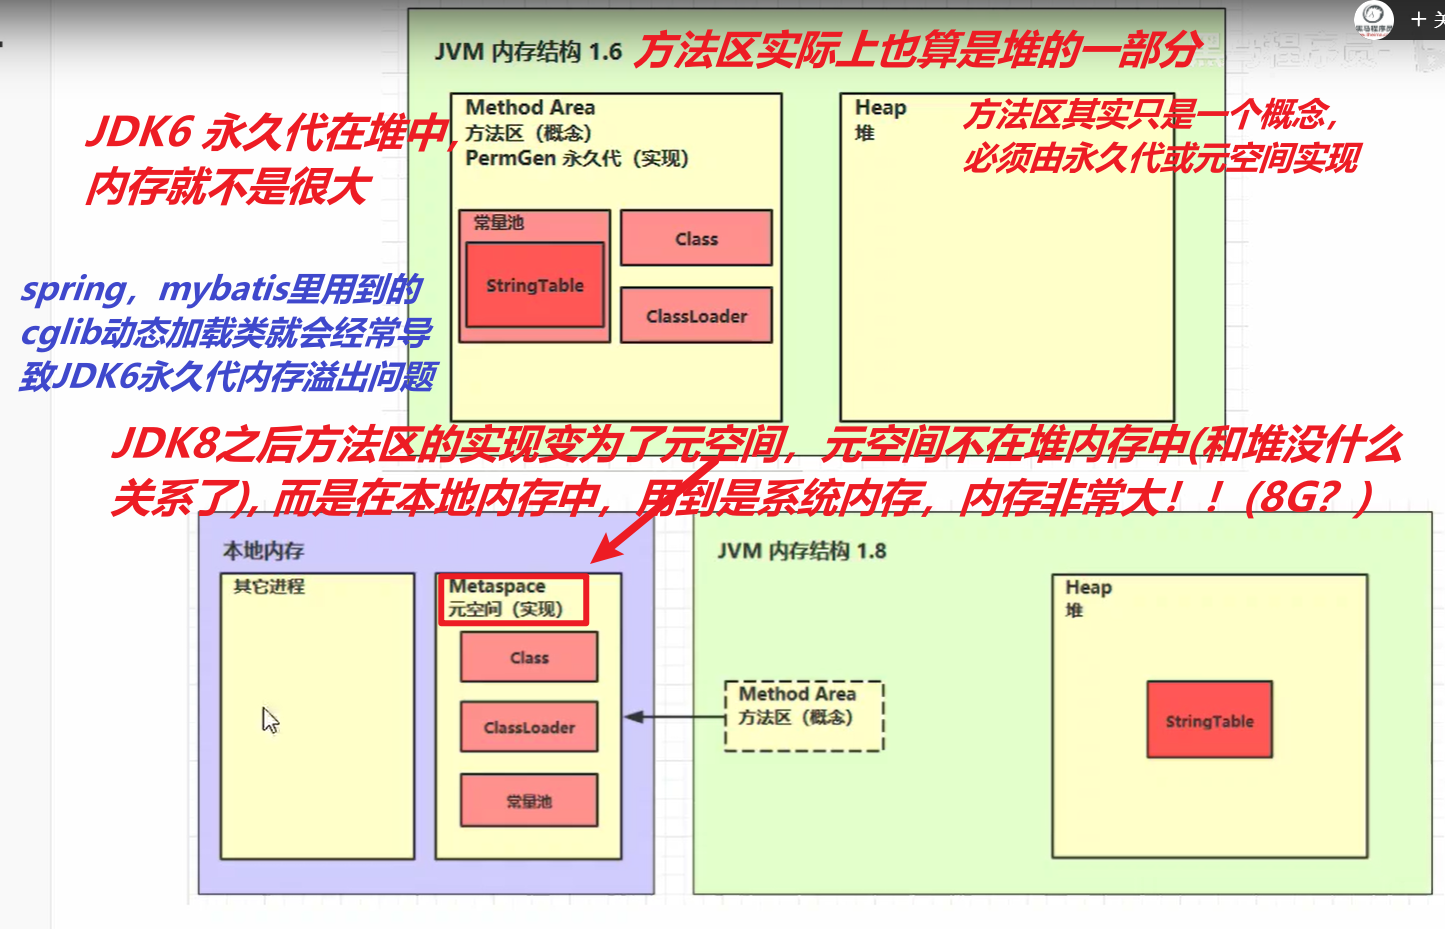 + 关
黑马程序员
JVM 内存结构 1.6
方法区实际上也算是堆的一部分
Method Area
方法区（概念）
PermGen 永久代（实现）
Heap
堆
方法区其实只是一个概念，
必须由永久代或元空间实现
JDK6 永久代在堆中,
内存就不是很大
常量池
StringTable
Class
ClassLoader
spring，mybatis里用到的
cglib动态加载类就会经常导
致JDK6永久代内存溢出问题
JDK8之后方法区的实现变为了元空间，元空间不在堆内存中(和堆没什么
关系了), 而是在本地内存中，用到是系统内存，内存非常大！！(8G？)
本地内存
其它进程
Metaspace
元空间（实现）
Class
ClassLoader
常量池
JVM 内存结构 1.8
Method Area
方法区（概念）
Heap
堆
StringTable